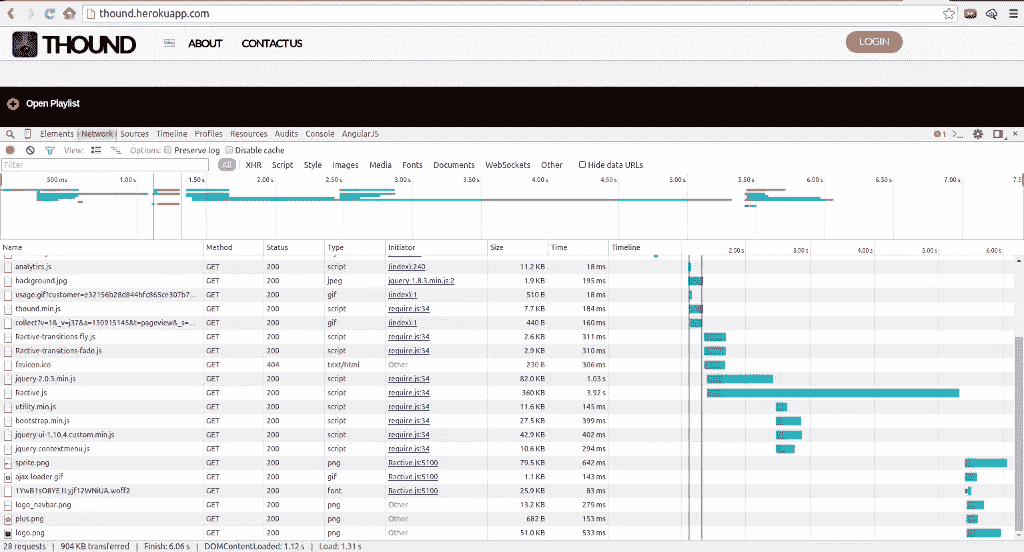 thound.herokuapp.com
THOUND ABOUT CONTACT US LOGIN
Open Playlist
Elements Network Sources Timeline Profiles Resources Audits Console AngularJS 1
View: Options: Preserve log Disable cache
Filter All XHR Script Style Images Media Fonts Documents WebSockets Other Hide data URLs
500 ms 1.00 s 1.50 s 2.00 s 2.50 s 3.00 s 3.50 s 4.00 s 4.50 s 5.00 s 5.50 s 6.00 s 6.50 s 7.00 s 7.5
Name Method Status Type Initiator Size Time Timeline 2.00 s 3.00 s 4.00 s 5.00 s 6.00 s
analytics.js GET 200 script (index):240 11.2 KB 18 ms
background.jpg GET 200 jpeg jquery-1.8.3.min.js:2 1.9 KB 195 ms
usage.gif?customer=e32156b28d844bfc865ce307b7... GET 200 gif (index):1 510 B 18 ms
thound.min.js GET 200 script require.js:34 7.7 KB 184 ms
collect?v=1&_v=j37&a=130915145&t=pageview&_s=... GET 200 gif (index):1 440 B 160 ms
Ractive-transitions-fly.js GET 200 script require.js:34 2.6 KB 311 ms
Ractive-transitions-fade.js GET 200 script require.js:34 2.9 KB 310 ms
favicon.ico GET 404 text/html Other 230 B 306 ms
jquery-2.0.3.min.js GET 200 script require.js:34 82.0 KB 1.03 s
Ractive.js GET 200 script require.js:34 360 KB 3.92 s
utility.min.js GET 200 script require.js:34 11.6 KB 145 ms
bootstrap.min.js GET 200 script require.js:34 27.5 KB 399 ms
jquery-ui-1.10.4.custom.min.js GET 200 script require.js:34 42.9 KB 402 ms
jquery.contextmenu.js GET 200 script require.js:34 10.6 KB 294 ms
sprite.png GET 200 png Ractive.js:5100 79.5 KB 642 ms
ajax-loader.gif GET 200 gif Ractive.js:5100 1.1 KB 143 ms
GET 200 font Ractive.js:5100 25.9 KB 83 ms
logo_navbar.png GET 200 png Other 13.2 KB 279 ms
plus.png GET 200 png Other 682 B 153 ms
logo.png GET 200 png Other 51.0 KB 533 ms
28 requests | 904 KB transferred | Finish: 6.06 s | DOMContentLoaded: 1.12 s | Load: 1.31 s